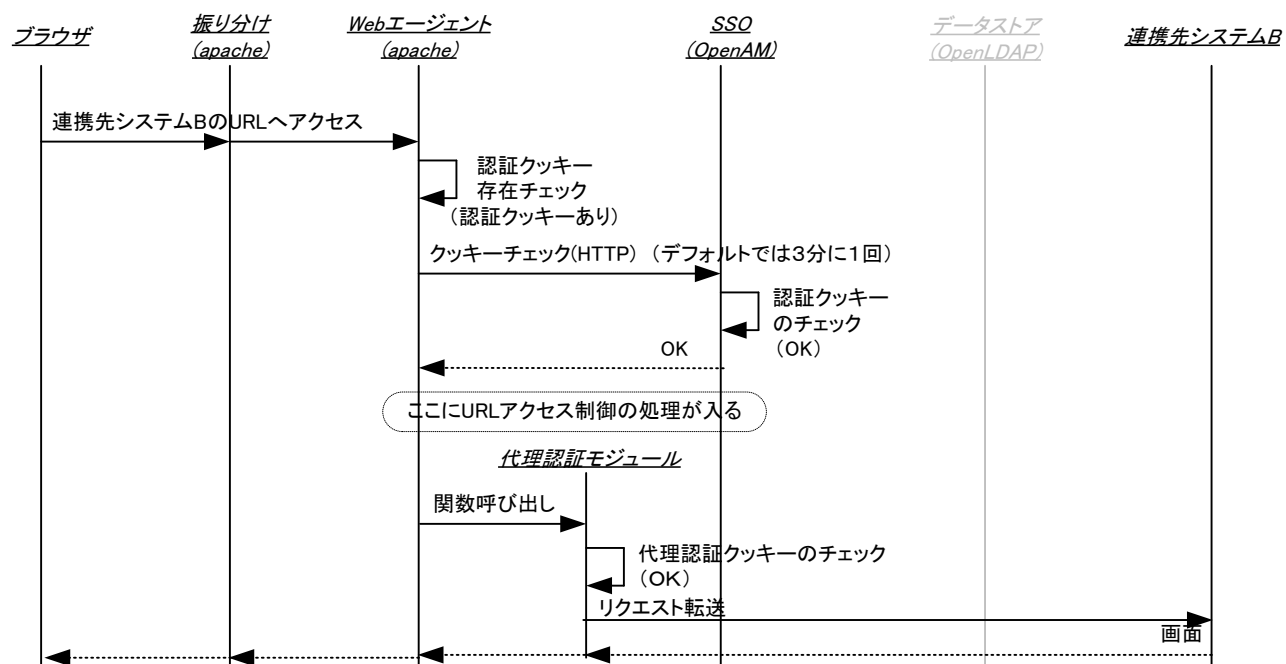 ブラウザ
振り分け
(apache)
Webエージェント
(apache)
SSO
(OpenAM)
データストア
(OpenLDAP)
連携先システムB
連携先システムBのURLへアクセス
認証クッキー
存在チェック
(認証クッキーあり)
クッキーチェック(HTTP) (デフォルトでは3分に1回)
認証クッキー
のチェック
(OK)
OK
ここにURLアクセス制御の処理が入る
代理認証モジュール
関数呼び出し
代理認証クッキーのチェック
(OK)
リクエスト転送
画面